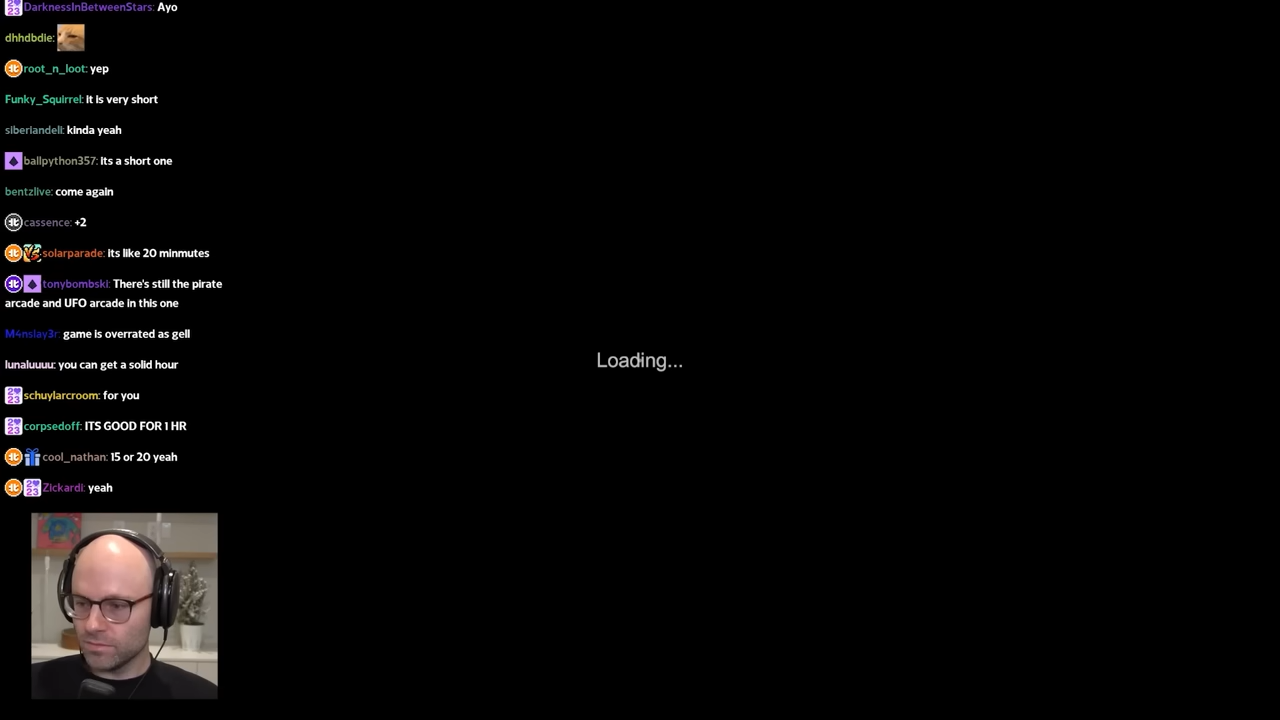 DarknessInBetweenStars: Ayo
dhhdbdie:
root_n_loot: yep
Funky_Squirrel: it is very short
siberiandeli: kinda yeah
ballpython357: its a short one
bentzlive: come again
cassence: +2
solarparade: its like 20 minmutes
tonybombski: There's still the pirate
arcade and UFO arcade in this one
M4nslay3r: game is overrated as gell
Loading...
lunaluuuu: you can get a solid hour
schuylarcroom: for you
corpsedoff: ITS GOOD FOR 1 HR
cool_nathan: 15 or 20 yeah
Zickardi: yeah